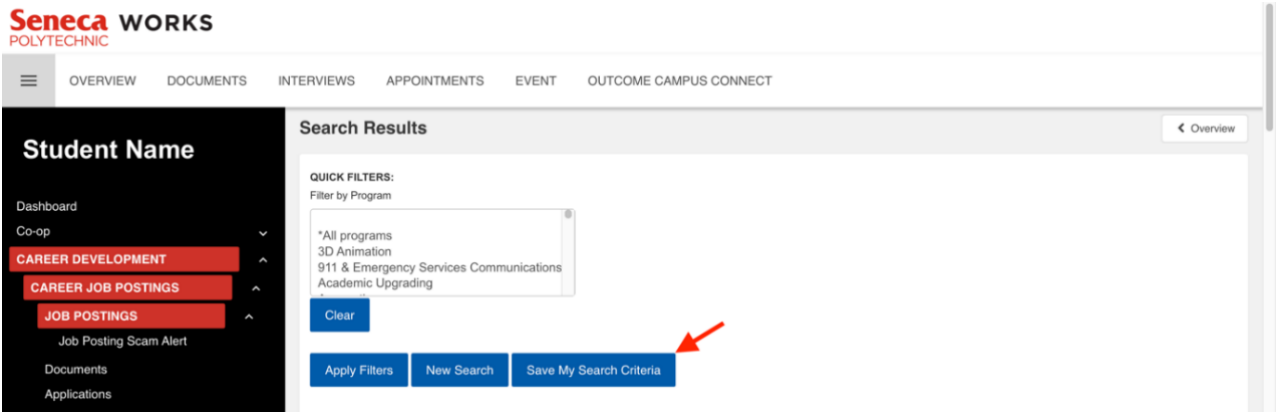 Seneca WORKS
POLYTECHNIC
OVERVIEW DOCUMENTS INTERVIEWS APPOINTMENTS EVENT OUTCOME CAMPUS CONNECT
Student Name
Dashboard
Co-op
CAREER DEVELOPMENT
CAREER JOB POSTINGS
JOB POSTINGS
Job Posting Scam Alert
Documents
Applications
Search Results
Overview
QUICK FILTERS:
Filter by Program
*All programs
3D Animation
911 & Emergency Services Communications
Academic Upgrading
Clear
Apply Filters New Search Save My Search Criteria